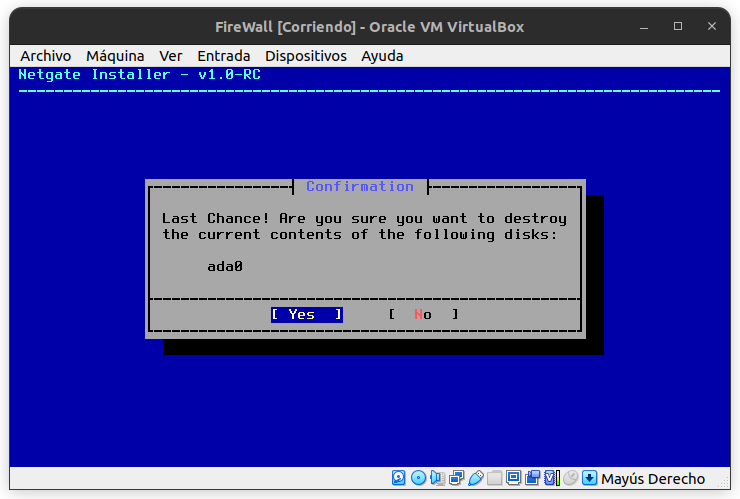 FireWall [Corriendo] - Oracle VM VirtualBox
Archivo Máquina Ver Entrada Dispositivos Ayuda
Netgate Installer - v1.0-RC
Confirmation
Last Chance! Are you sure you want to destroy
the current contents of the following disks:
ada0
[ Yes ] [ No ]
Mayús Derecho